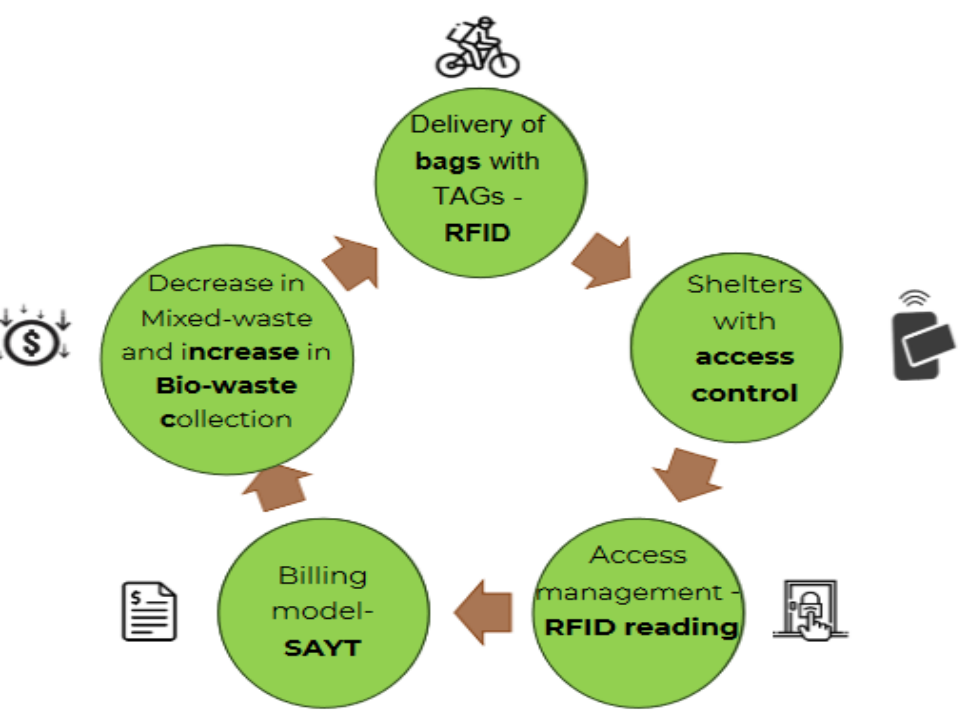 Delivery of
bags with
TAGs -
RFID
Shelters
with
access
control
Access
management -
RFID reading
Billing
model-
SAYT
Decrease in
Mixed-waste
and increase in
Bio-waste
collection
$
$